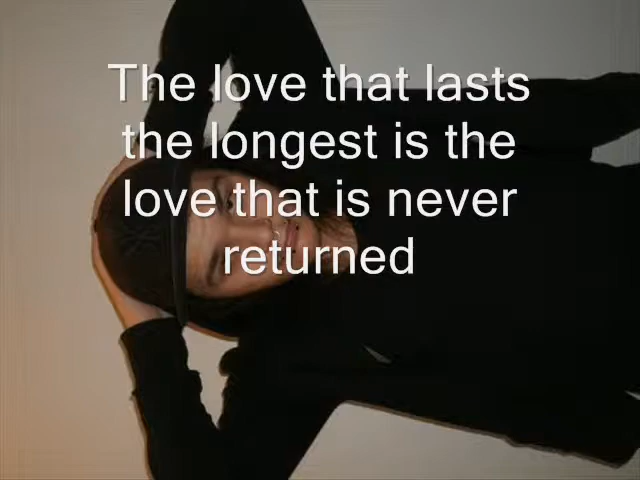 The love that lasts
the longest is the
love that is never
returned